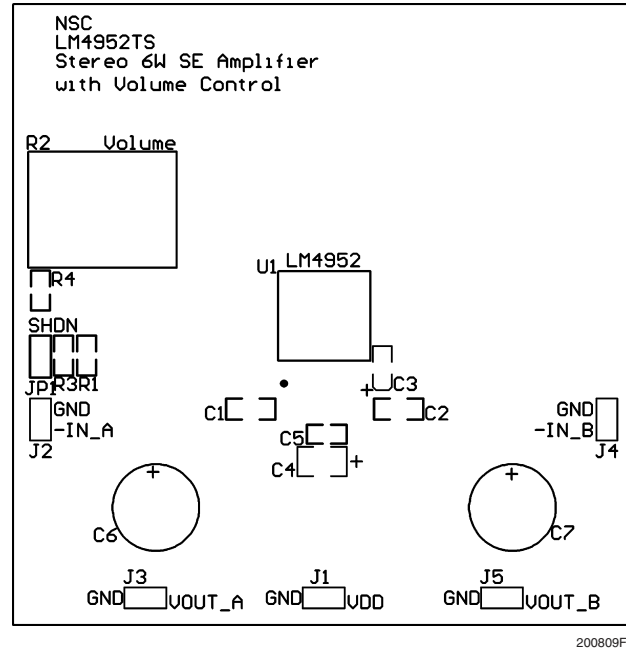 NSC
LM4952TS
Stereo 6W SE Amplifier
with Volume Control
R2 Volume
U1 LM4952
R4
SHDN
JP1 R3 R1
+ C3
GND
-IN_A
J2
C1
+ C2
GND
-IN_B
J4
C5
C4 +
+
C6
+
C7
J3
GND VOUT_A
J1
GND VDD
J5
GND VOUT_B